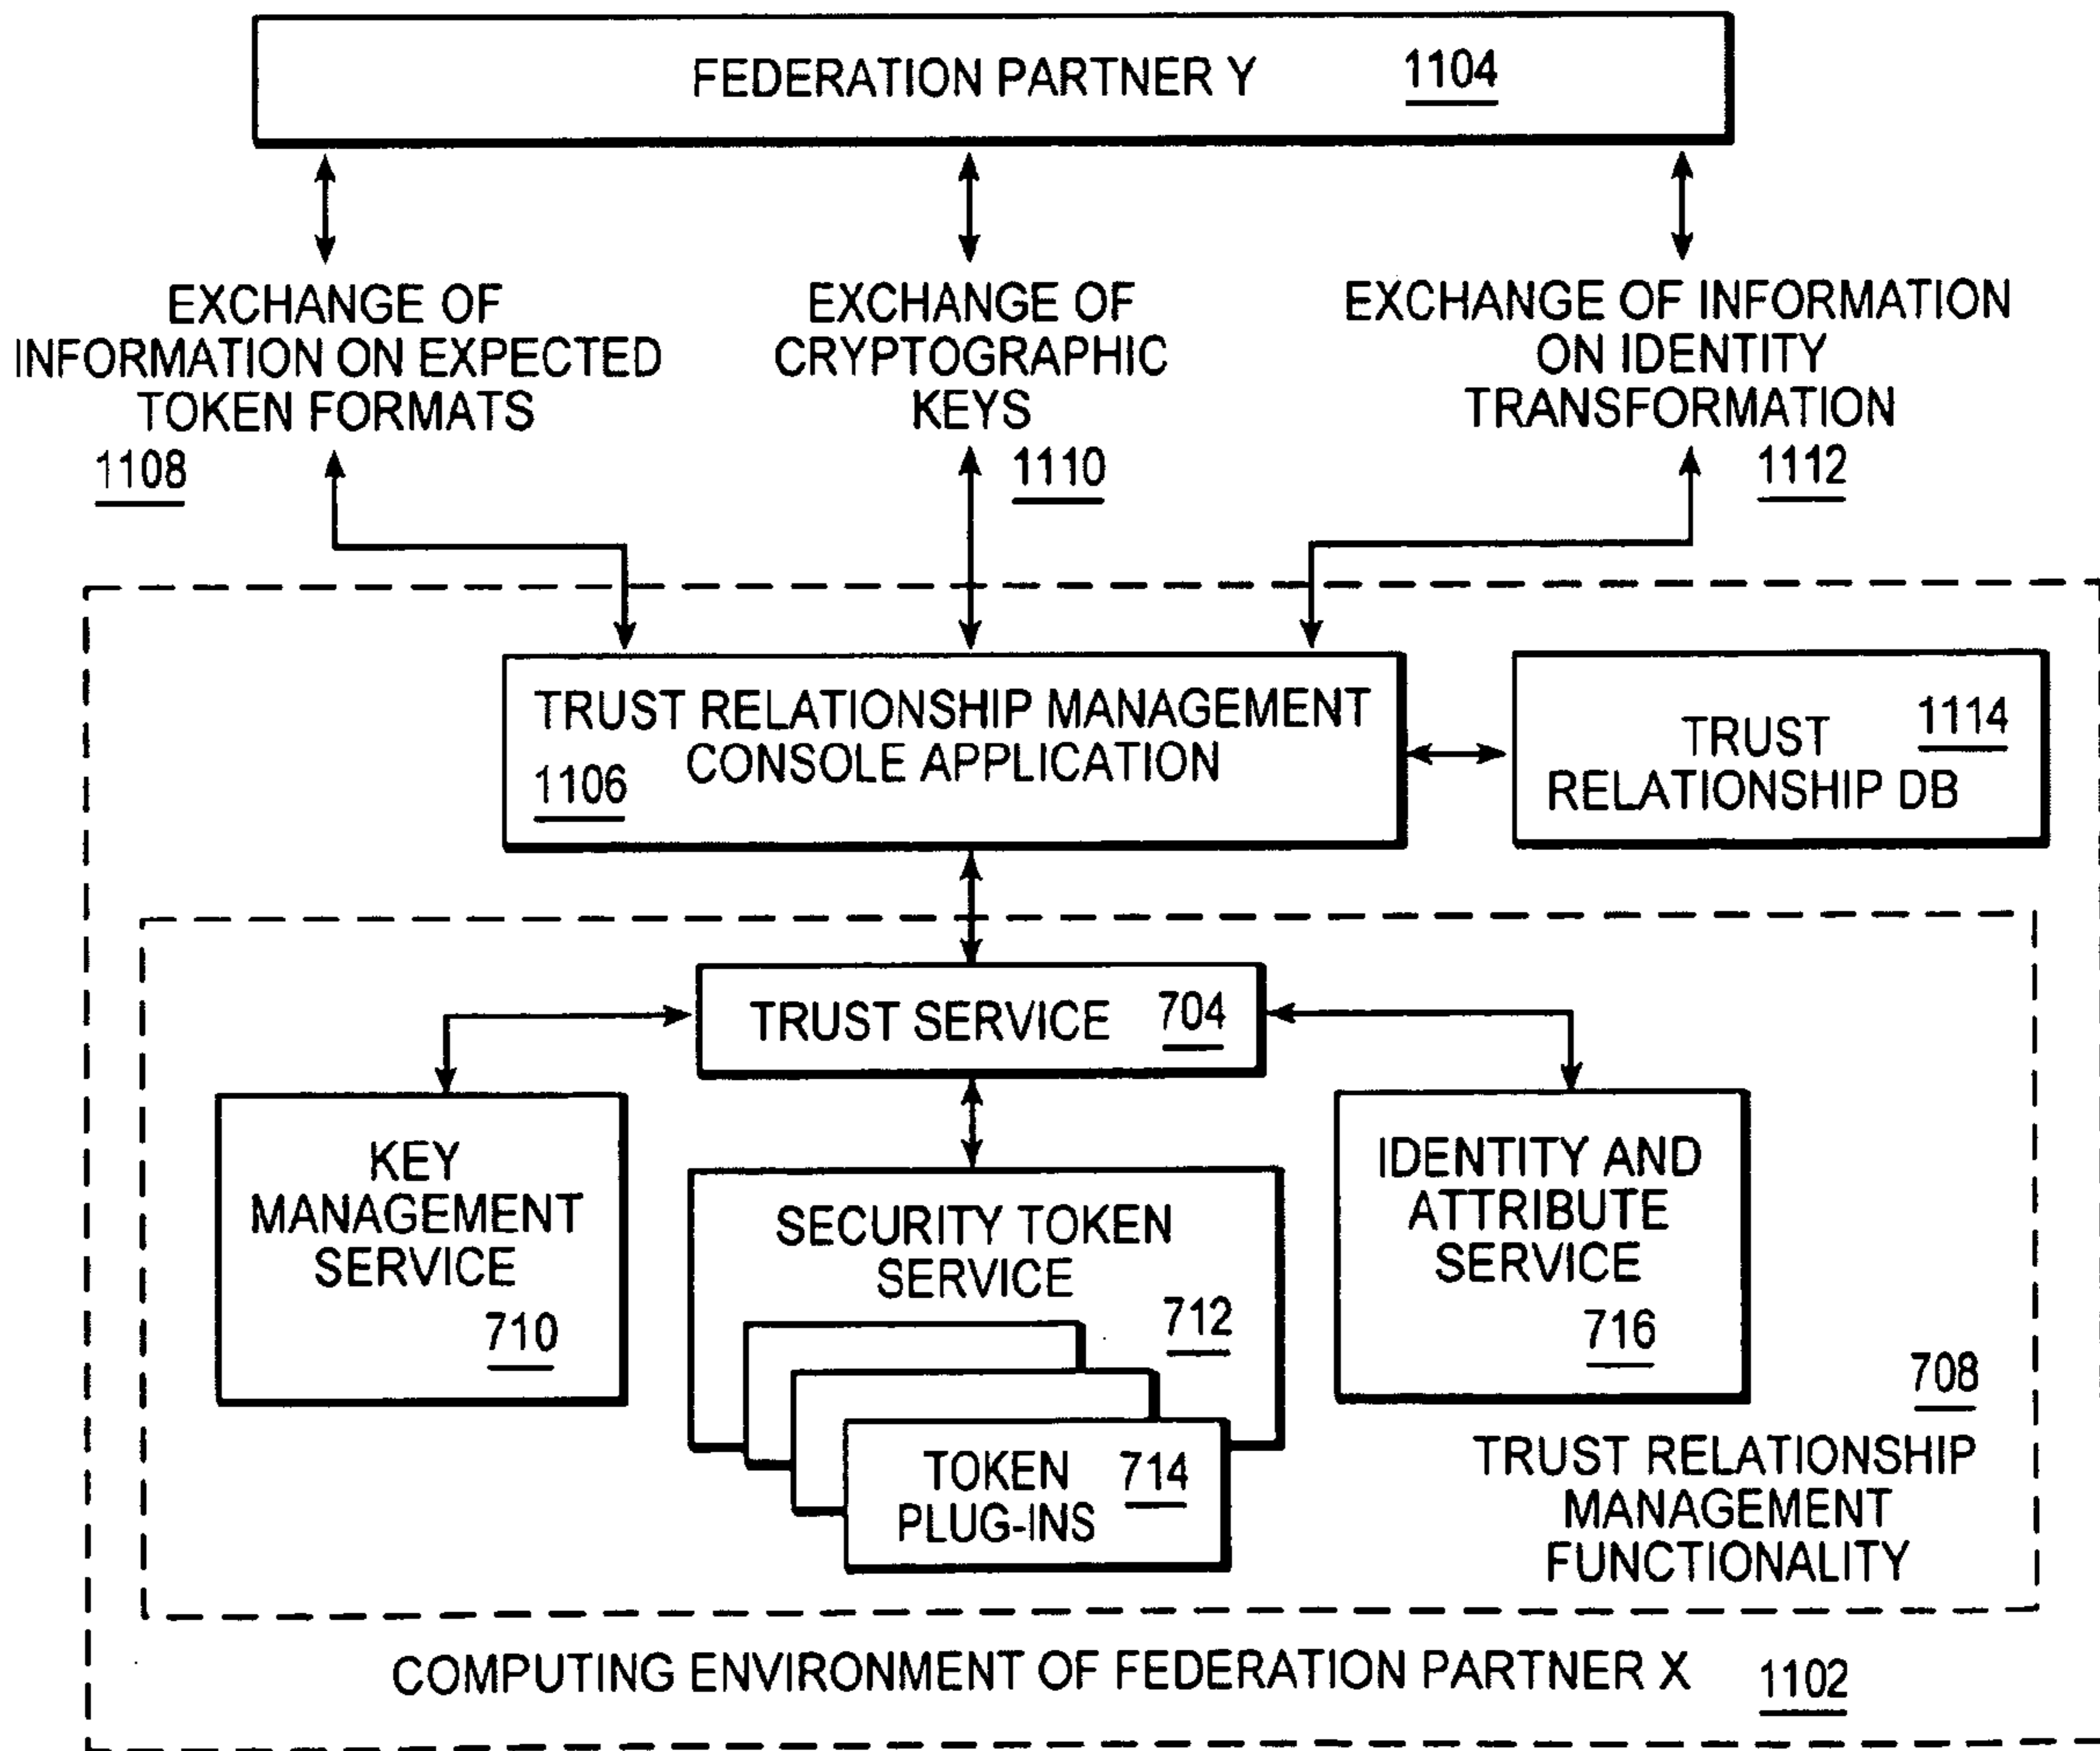 FEDERATION PARTNER Y 1104
EXCHANGE OF
INFORMATION ON EXPECTED
TOKEN FORMATS
1108
EXCHANGE OF
CRYPTOGRAPHIC
KEYS
1110
EXCHANGE OF INFORMATION
ON IDENTITY
TRANSFORMATION
1112
TRUST RELATIONSHIP MANAGEMENT
CONSOLE APPLICATION
1106
1114
TRUST
RELATIONSHIP DB
TRUST SERVICE 704
KEY
MANAGEMENT
SERVICE
710
SECURITY TOKEN
SERVICE
712
TOKEN 714
PLUG-INS
IDENTITY AND
ATTRIBUTE
SERVICE
716
708
TRUST RELATIONSHIP
MANAGEMENT
FUNCTIONALITY
COMPUTING ENVIRONMENT OF FEDERATION PARTNER X 1102